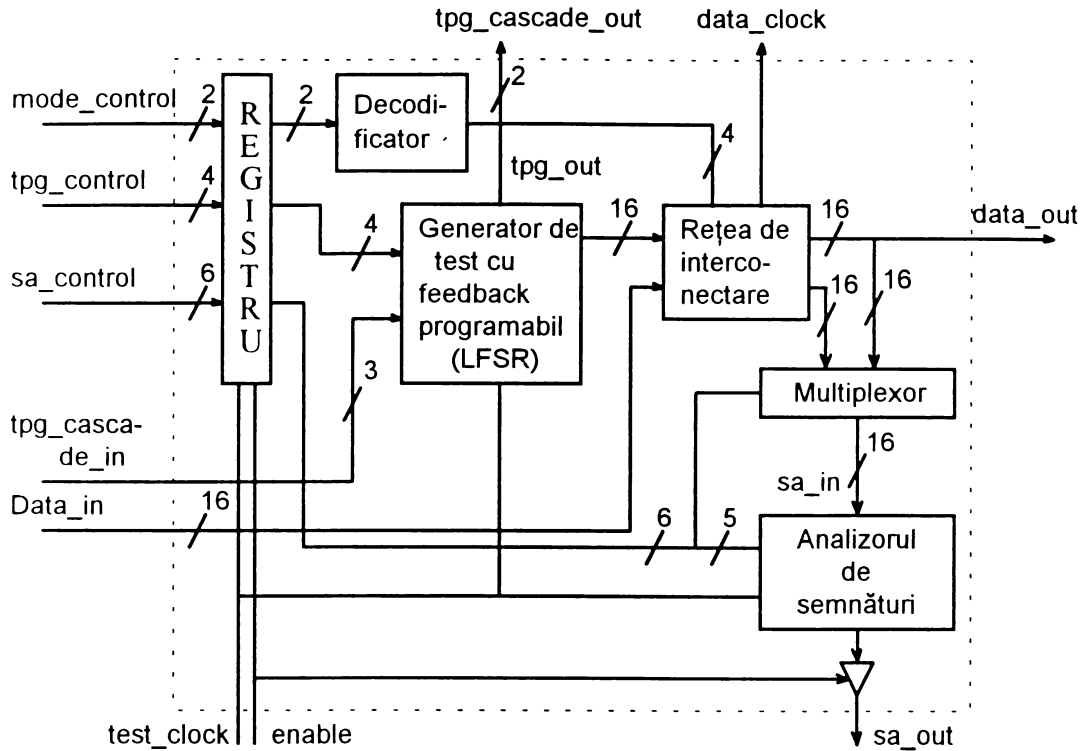 tpg_cascade_out
data_clock
mode_control
2
2
Decodi-
ficator
2
4
REGISTRU
tpg_control
4
tpg_out
4
Generator de
test cu
feedback
programabil
(LFSR)
16
Rețea de
interco-
nectare
16
data_out
sa_control
6
16
16
3
Multiplexor
tpg_casca-
de_in
16
sa_in
Data_in
16
6
5
Analizorul
de
semnături
test_clock
enable
sa_out